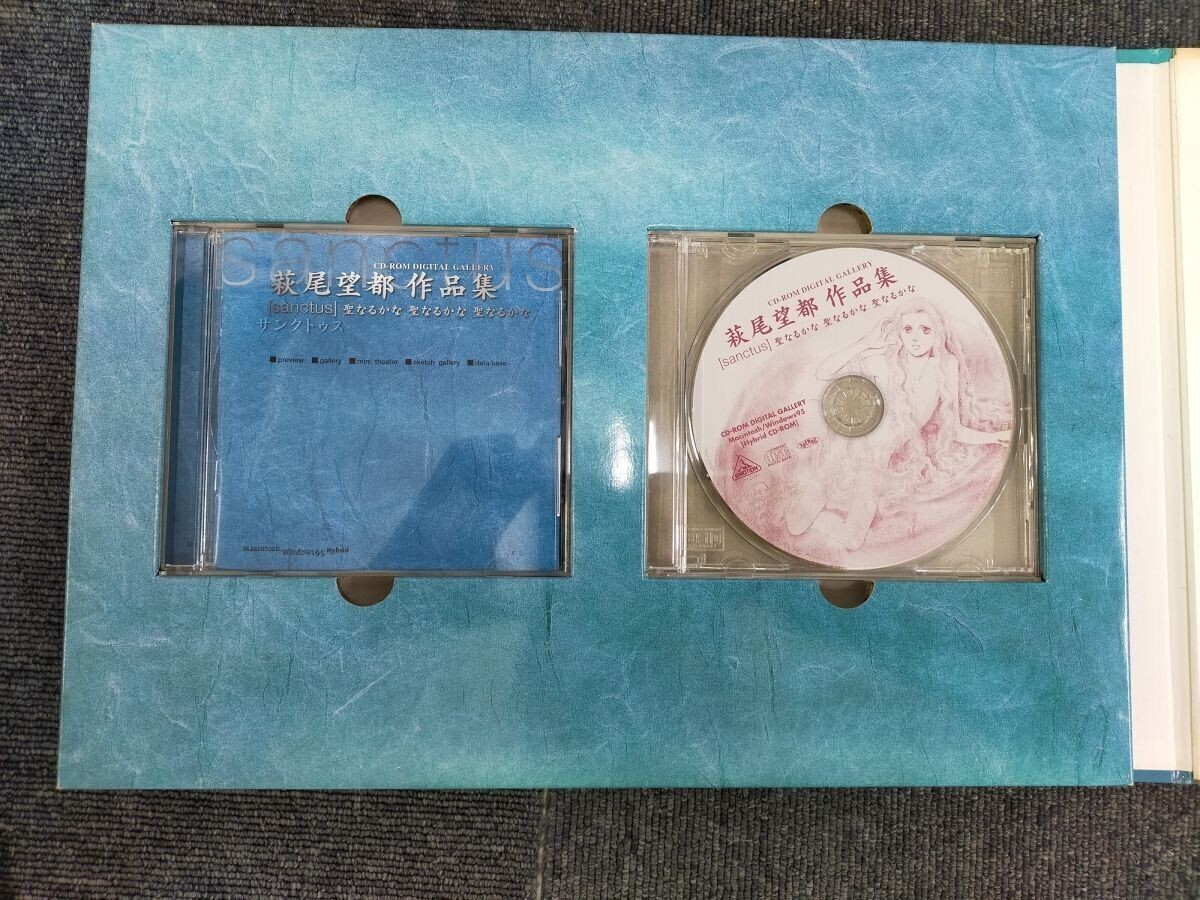 sanctus
CD-ROM DIGITAL GALLERY
萩尾望都 作品集
[sanctus] 聖なるかな 聖なるかな 聖なるかな
サンクトゥス
■preview ■gallery ■mini theater ■sketch gallery ■data base
Macintosh Windows95 Hybrid
CD-ROM DIGITAL GALLERY
萩尾望都 作品集
[sanctus] 聖なるかな 聖なるかな 聖なるかな
CD-ROM DIGITAL GALLERY
Macintosh/Windows95
[Hybrid CD-ROM]